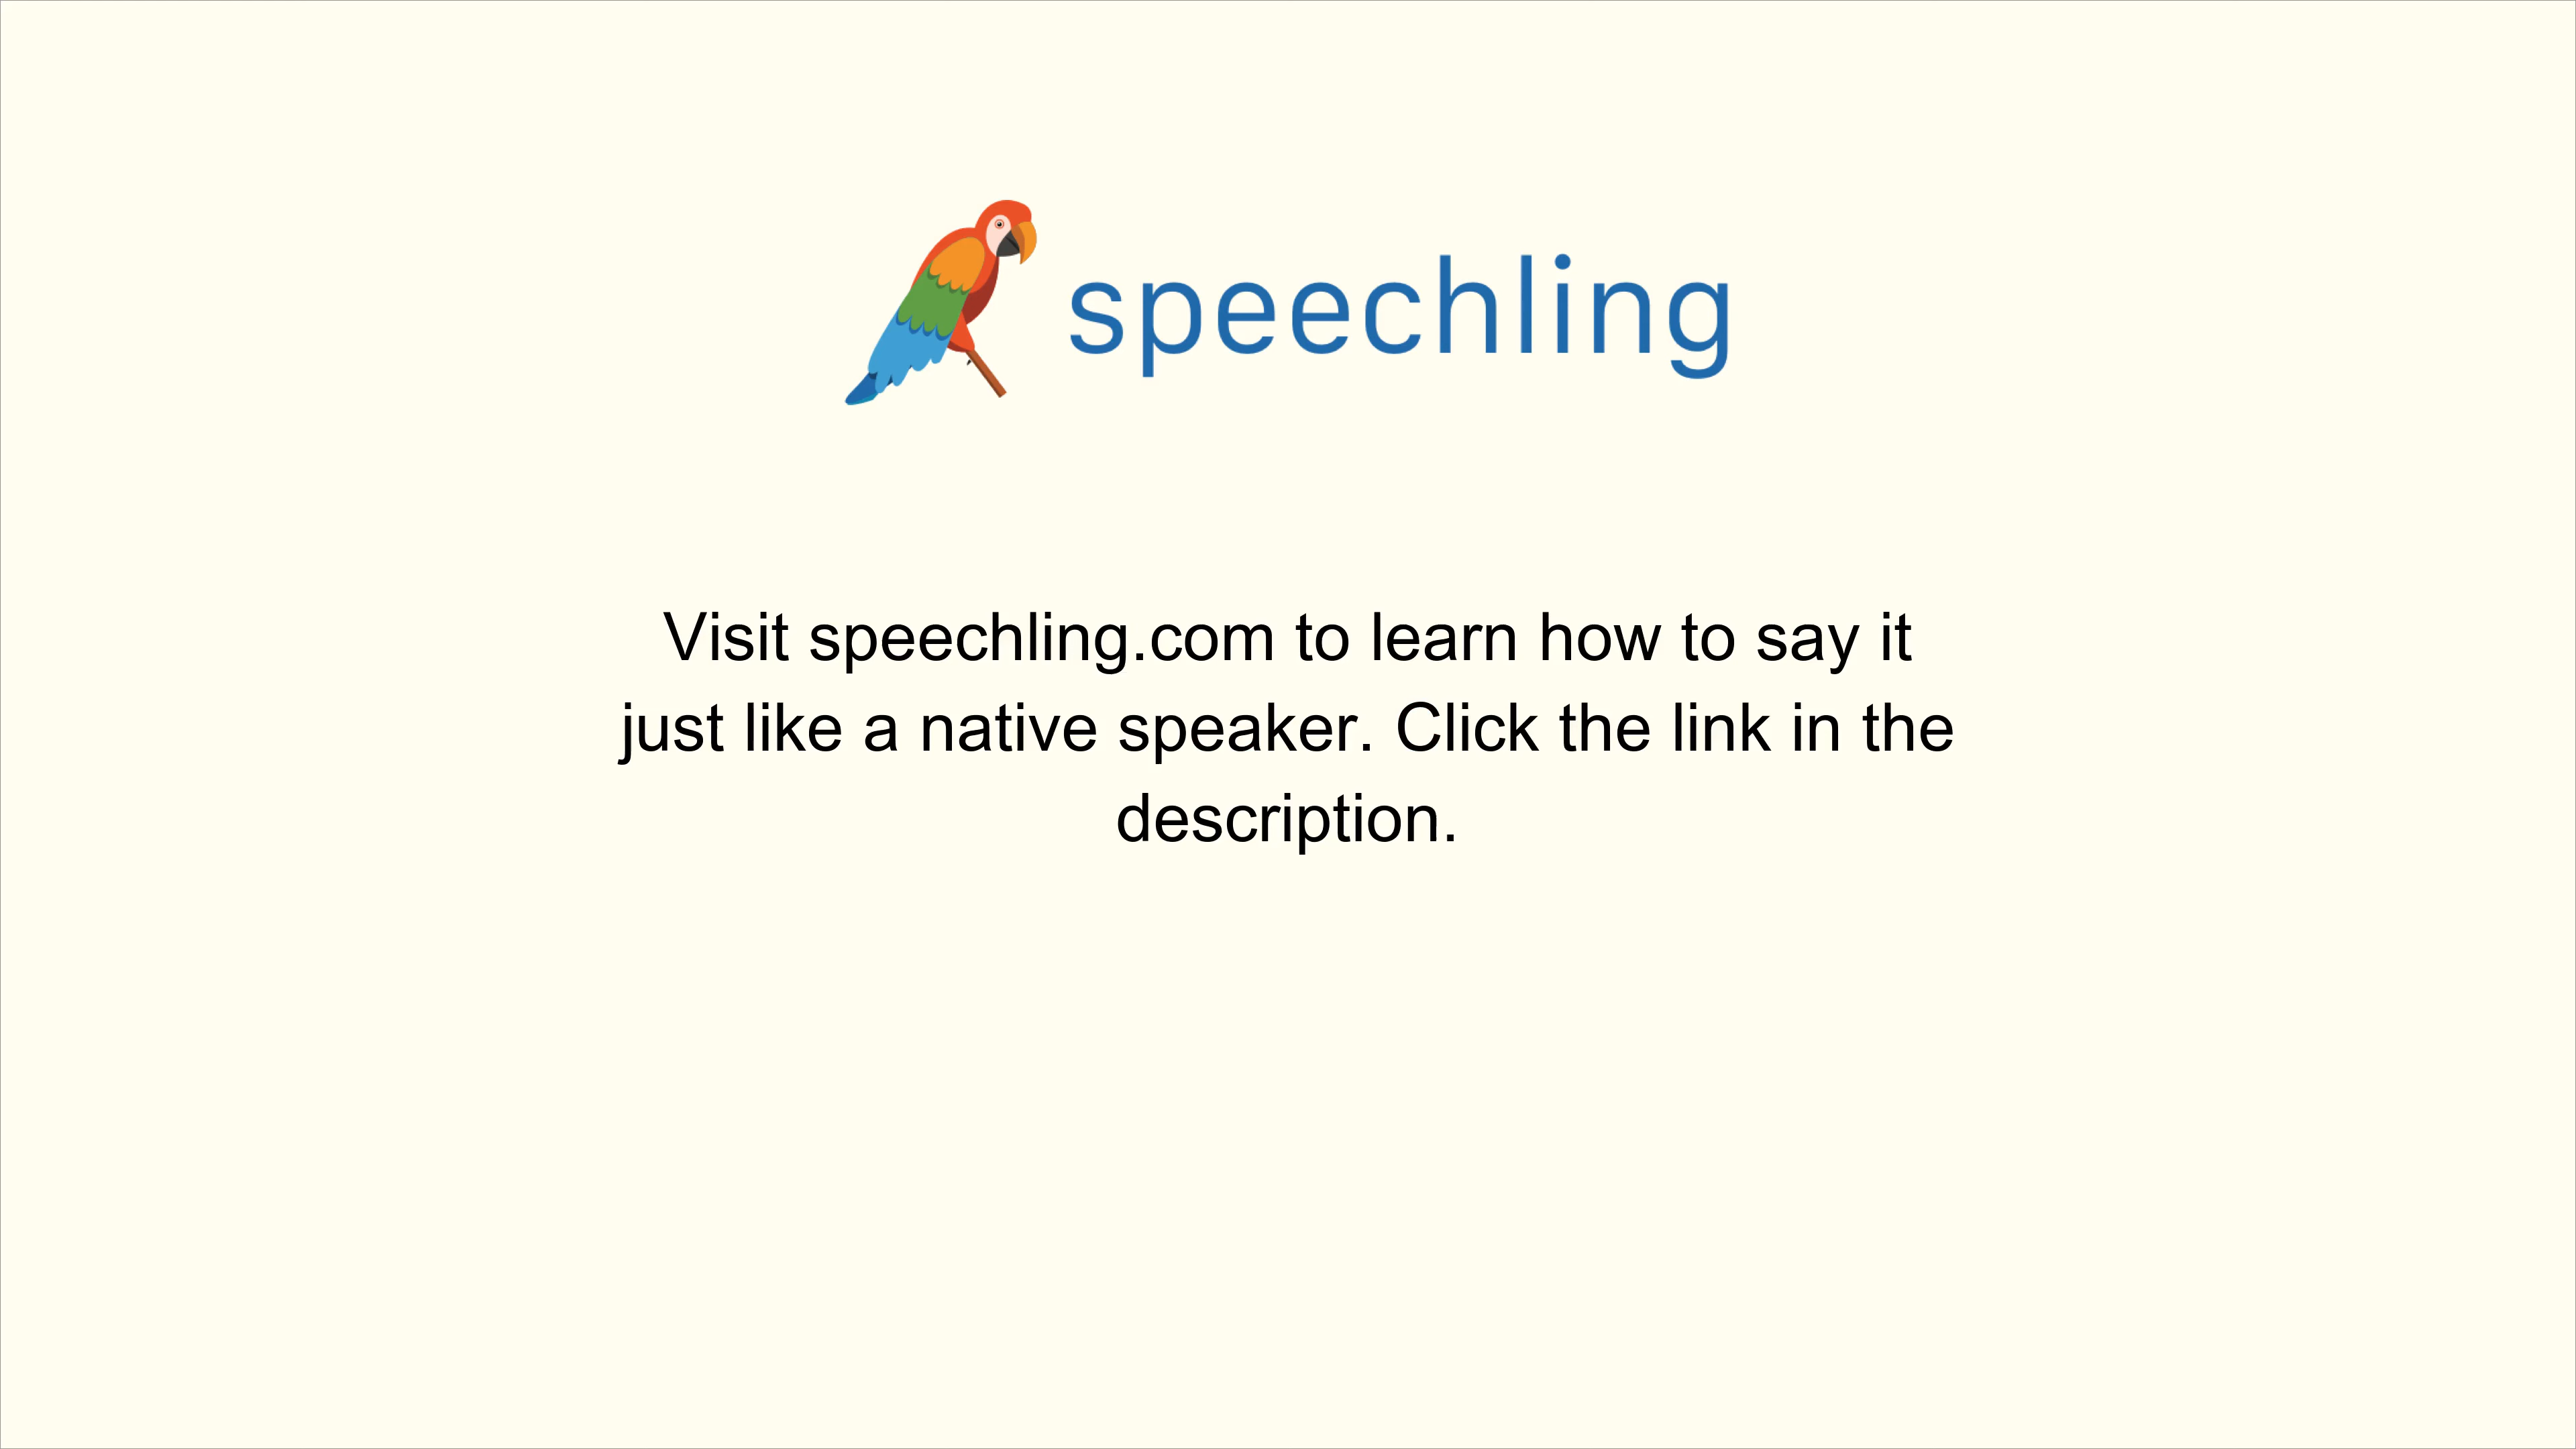 speechling
Visit speechling.com to learn how to say it
just like a native speaker. Click the link in the
description.